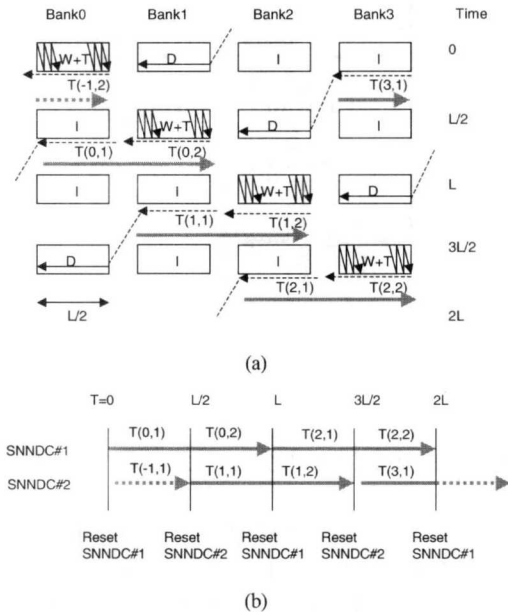 Bank0 Bank1 Bank2 Bank3 Time
W+T D I I 0
T(-1,2) T(3,1)
I W+T D I L/2
T(0,1) T(0,2)
I I W+T D L
T(1,1) T(1,2)
D I I W+T 3L/2
T(2,1) T(2,2)
L/2 2L
(a)
T=0 L/2 L 3L/2 2L
T(0,1) T(0,2) T(2,1) T(2,2)
SNNDC#1
T(-1,1) T(1,1) T(1,2) T(3,1)
SNNDC#2
Reset Reset Reset Reset Reset
SNNDC#1 SNNDC#2 SNNDC#1 SNNDC#2 SNNDC#1
(b)